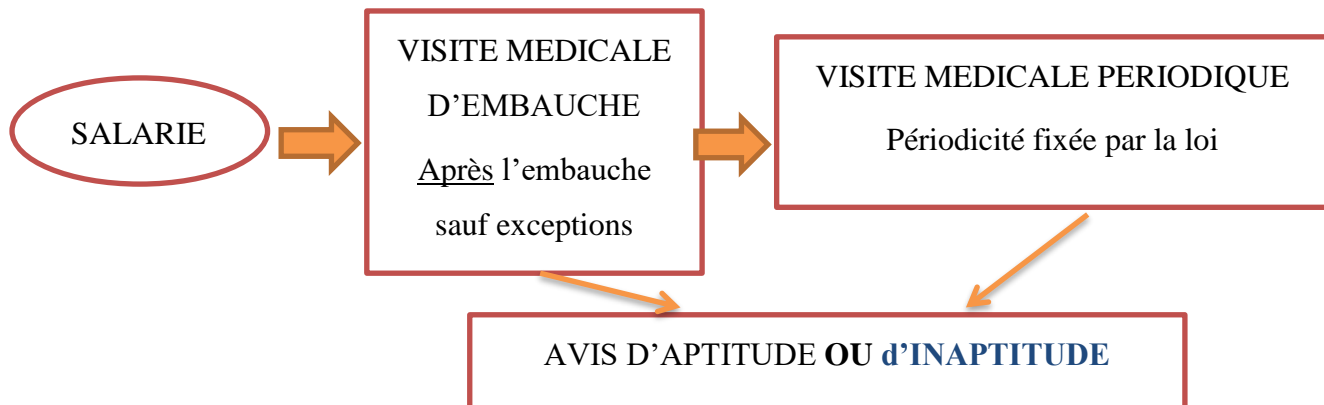 SALARIE
VISITE MEDICALE
D’EMBAUCHE
Après l’embauche
sauf exceptions
VISITE MEDICALE PERIODIQUE
Périodicité fixée par la loi
AVIS D’APTITUDE OU d’INAPTITUDE